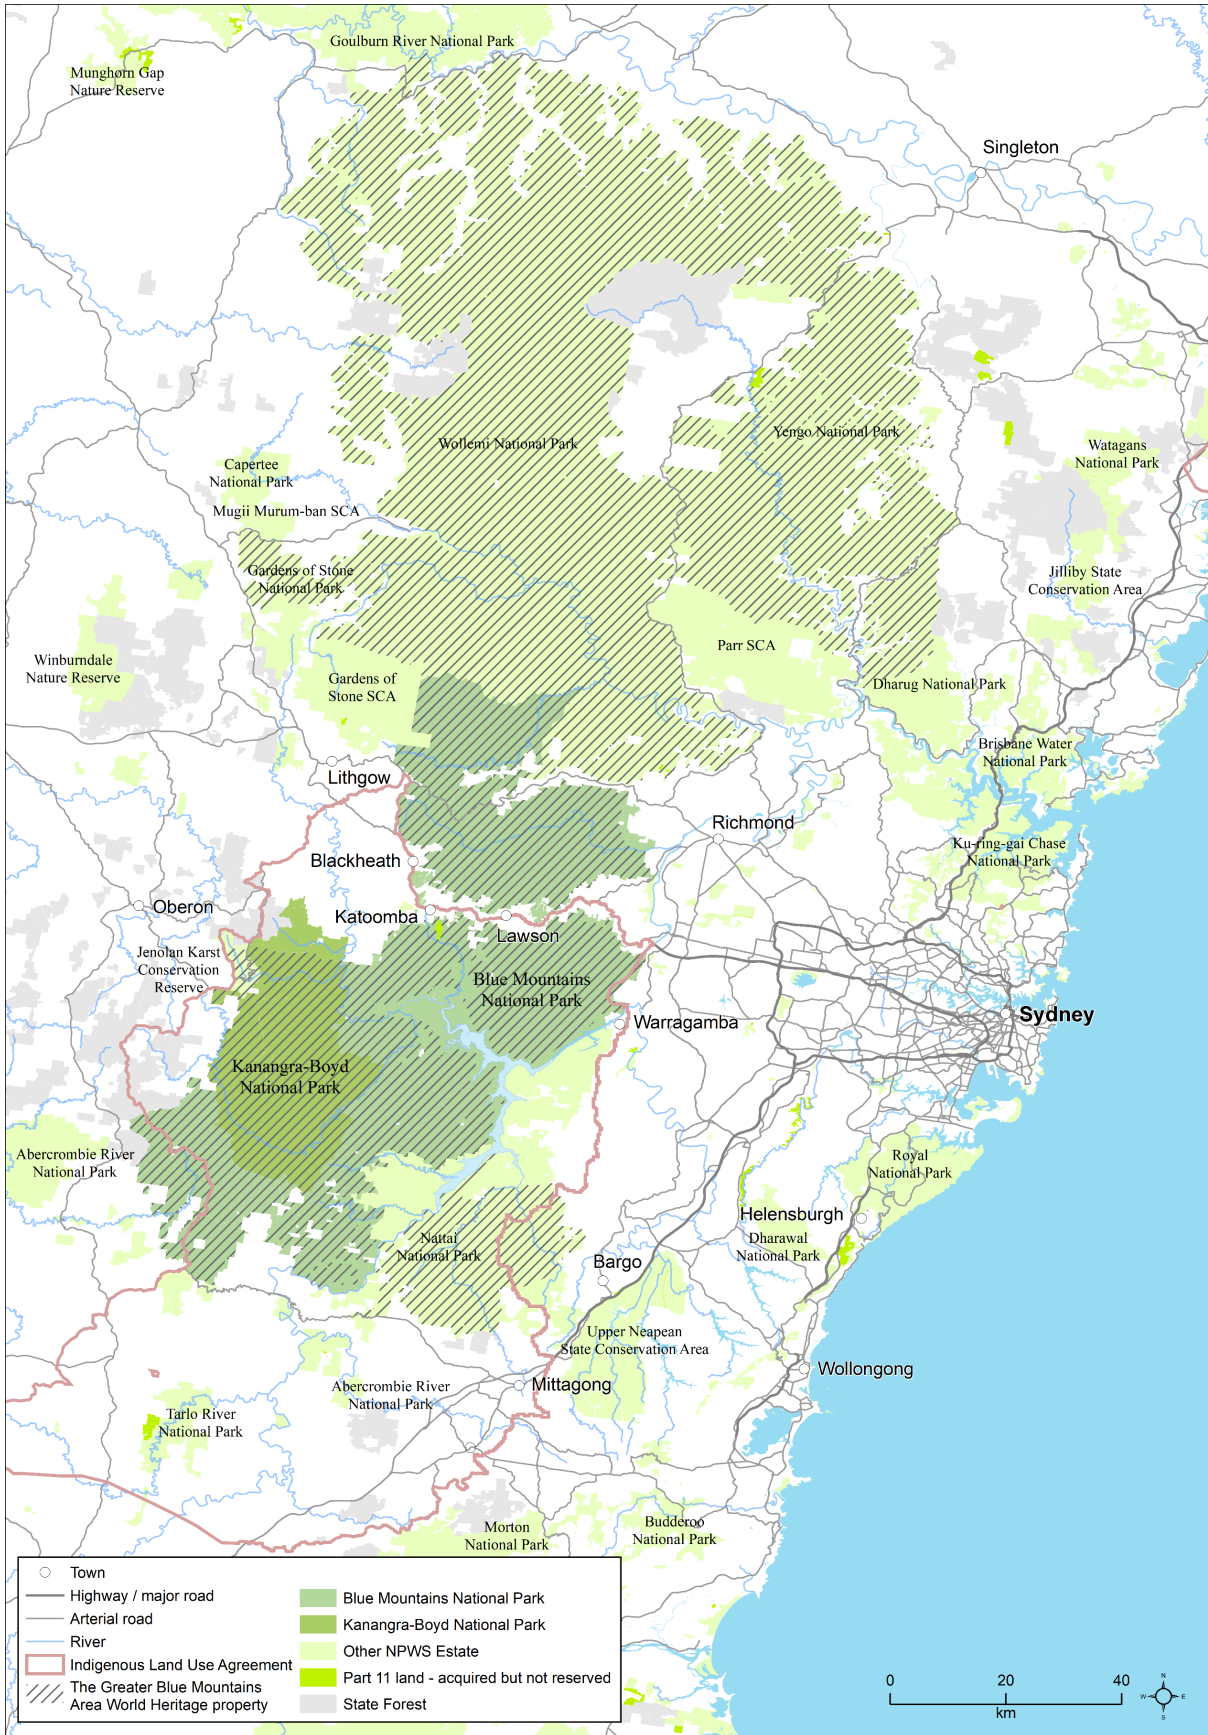 Goulburn River National Park
Munghorn Gap
Nature Reserve
Singleton
Wollemi National Park
Yengo National Park
Watagans
National Park
Capertee
National Park
Mugii Murum-ban SCA
Gardens of Stone
National Park
Jilliby State
Conservation Area
Winburndale
Nature Reserve
Parr SCA
Gardens of
Stone SCA
Dharug National Park
Brisbane Water
National Park
Lithgow
Richmond
Ku-ring-gai Chase
National Park
Blackheath
Oberon
Katoomba
Lawson
Jenolan Karst
Conservation
Reserve
Blue Mountains
National Park
Sydney
Warragamba
Kanangra-Boyd
National Park
Abercrombie River
National Park
Royal
National Park
Helensburgh
Dharawal
National Park
Nattai
National Park
Bargo
Upper Neapean
State Conservation Area
Wollongong
Mittagong
Abercrombie River
National Park
Tarlo River
National Park
Morton
National Park
Budderoo
National Park
Town
Highway / major road
Arterial road
River
Indigenous Land Use Agreement
The Greater Blue Mountains
Area World Heritage property
Blue Mountains National Park
Kanangra-Boyd National Park
Other NPWS Estate
Part 11 land - acquired but not reserved
State Forest
0 20 40
km
N
W E
S